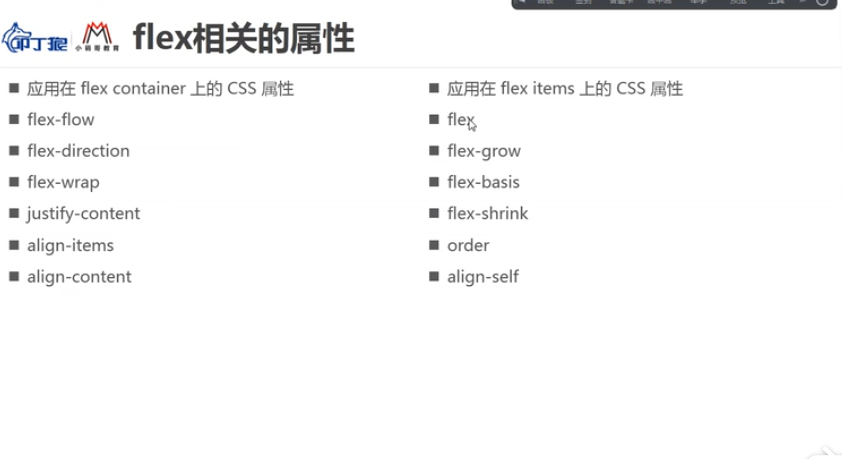 叩丁狼
小码哥教育
flex相关的属性
■ 应用在 flex container 上的 CSS 属性
■ flex-flow
■ flex-direction
■ flex-wrap
■ justify-content
■ align-items
■ align-content
■ 应用在 flex items 上的 CSS 属性
■ flex
■ flex-grow
■ flex-basis
■ flex-shrink
■ order
■ align-self